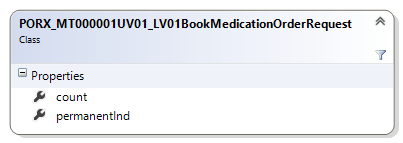 PORX_MT000001UV01_LV01BookMedicationOrderRequest
Class
Properties
count
permanentInd